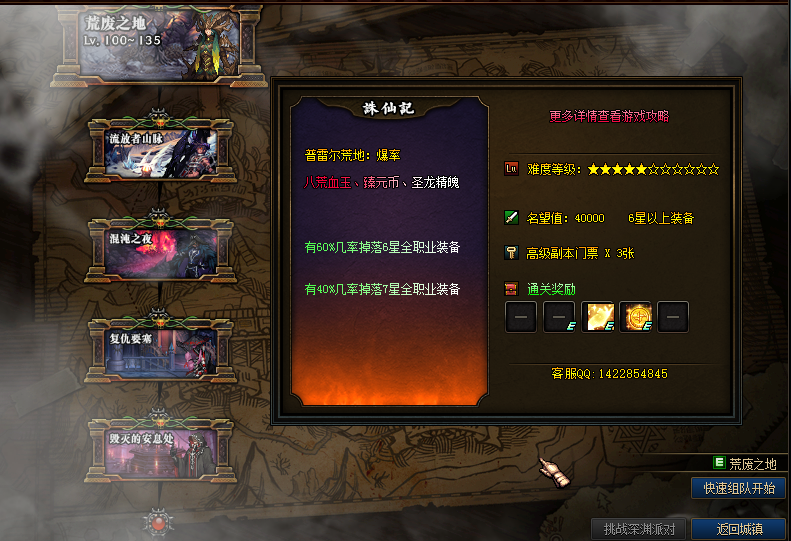 荒废之地
Lv. 100~135
流放者山脉
混沌之夜
复仇要塞
毁灭的安息处
誅仙記
普雷尔荒地：爆率
八荒血玉、臻元币、圣龙精魄
有60%几率掉落6星全职业装备
有40%几率掉落7星全职业装备
更多详情查看游戏攻略
Lv 难度等级：★★★★★☆☆☆☆☆☆
名望值：40000 6星以上装备
高级副本门票 X 3张
通关奖励
E E E
客服QQ:1422854845
E 荒废之地
快速组队开始
挑战深渊派对
返回城镇